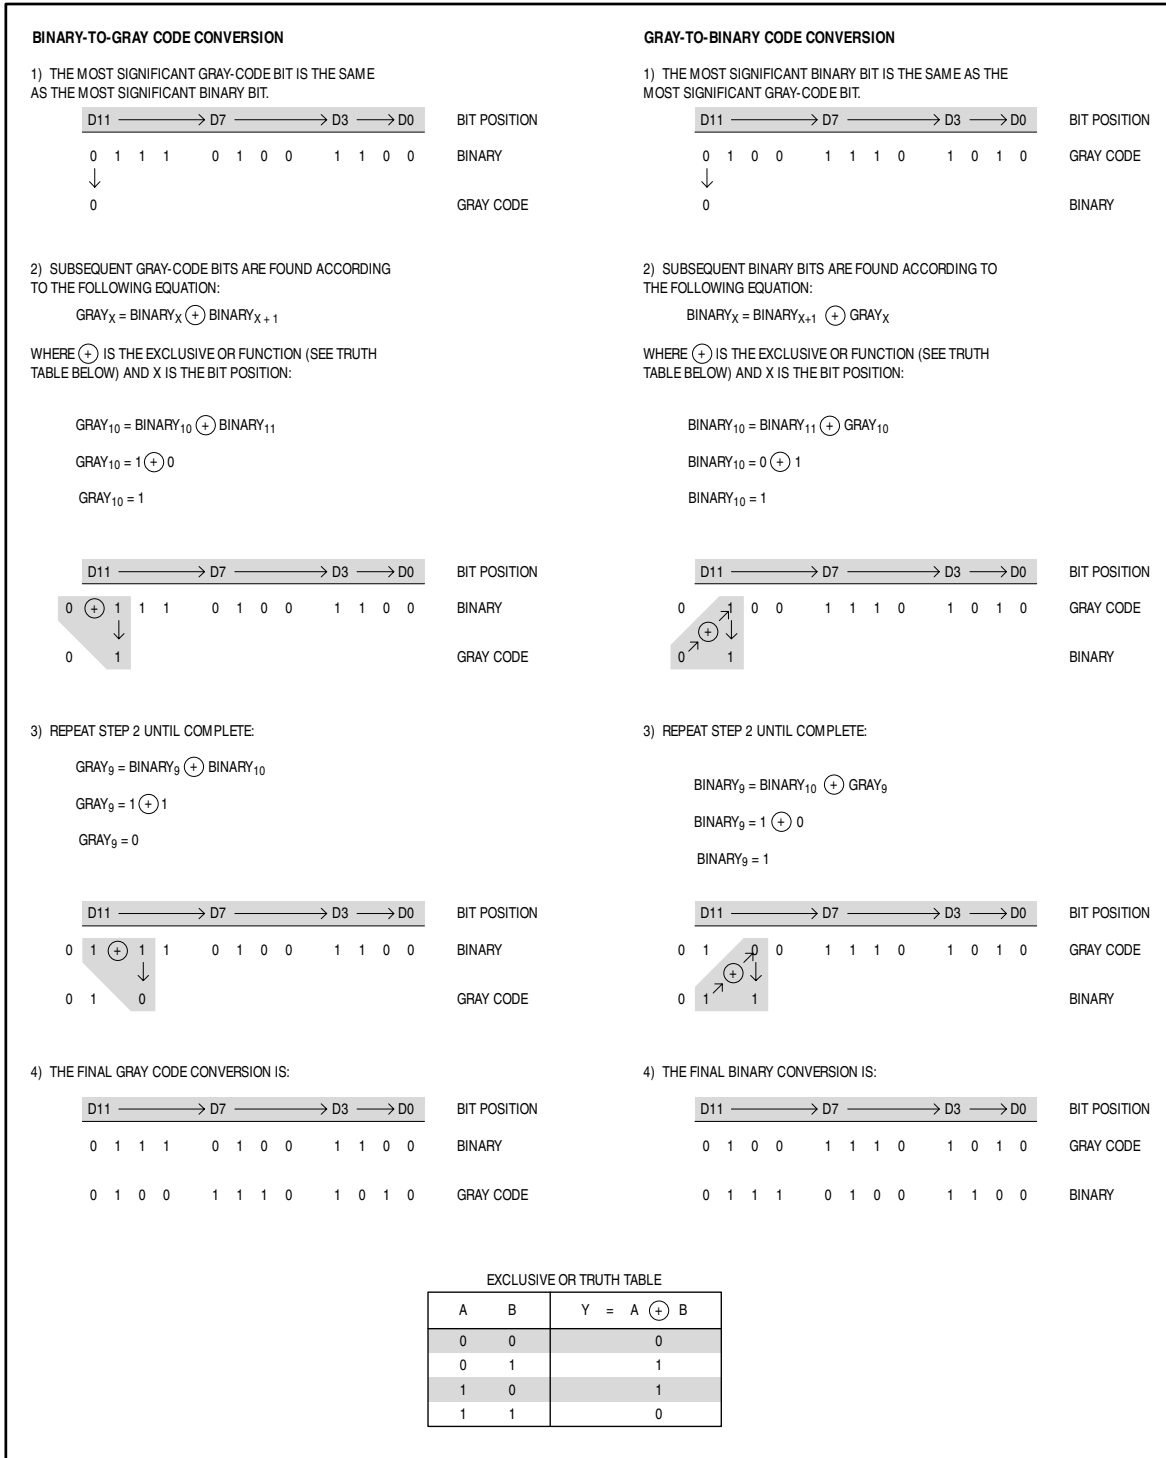 BINARY-TO-GRAY CODE CONVERSION
1) THE MOST SIGNIFICANT GRAY-CODE BIT IS THE SAME
AS THE MOST SIGNIFICANT BINARY BIT.
D11 → D7 → D3 → D0 BIT POSITION
0 1 1 1 0 1 0 0 1 1 0 0 BINARY
↓
0 GRAY CODE
2) SUBSEQUENT GRAY-CODE BITS ARE FOUND ACCORDING
TO THE FOLLOWING EQUATION:
GRAYX = BINARYX ⊕ BINARYX + 1
WHERE ⊕ IS THE EXCLUSIVE OR FUNCTION (SEE TRUTH
TABLE BELOW) AND X IS THE BIT POSITION:
GRAY10 = BINARY10 ⊕ BINARY11
GRAY10 = 1 ⊕ 0
GRAY10 = 1
D11 → D7 → D3 → D0 BIT POSITION
0 ⊕ 1 1 1 0 1 0 0 1 1 0 0 BINARY
↓
0 1 GRAY CODE
3) REPEAT STEP 2 UNTIL COMPLETE:
GRAY9 = BINARY9 ⊕ BINARY10
GRAY9 = 1 ⊕ 1
GRAY9 = 0
D11 → D7 → D3 → D0 BIT POSITION
0 1 ⊕ 1 1 0 1 0 0 1 1 0 0 BINARY
↓
0 1 0 GRAY CODE
4) THE FINAL GRAY CODE CONVERSION IS:
D11 → D7 → D3 → D0 BIT POSITION
0 1 1 1 0 1 0 0 1 1 0 0 BINARY
0 1 0 0 1 1 1 0 1 0 1 0 GRAY CODE
GRAY-TO-BINARY CODE CONVERSION
1) THE MOST SIGNIFICANT BINARY BIT IS THE SAME AS THE
MOST SIGNIFICANT GRAY-CODE BIT.
D11 → D7 → D3 → D0 BIT POSITION
0 1 0 0 1 1 1 0 1 0 1 0 GRAY CODE
↓
0 BINARY
2) SUBSEQUENT BINARY BITS ARE FOUND ACCORDING TO
THE FOLLOWING EQUATION:
BINARYX = BINARYX+1 ⊕ GRAYX
WHERE ⊕ IS THE EXCLUSIVE OR FUNCTION (SEE TRUTH
TABLE BELOW) AND X IS THE BIT POSITION:
BINARY10 = BINARY11 ⊕ GRAY10
BINARY10 = 0 ⊕ 1
BINARY10 = 1
D11 → D7 → D3 → D0 BIT POSITION
0 1 0 0 1 1 1 0 1 0 1 0 GRAY CODE
⊕ ↓
0 1 BINARY
3) REPEAT STEP 2 UNTIL COMPLETE:
BINARY9 = BINARY10 ⊕ GRAY9
BINARY9 = 1 ⊕ 0
BINARY9 = 1
D11 → D7 → D3 → D0 BIT POSITION
0 1 0 0 1 1 1 0 1 0 1 0 GRAY CODE
⊕ ↓
0 1 1 BINARY
4) THE FINAL BINARY CONVERSION IS:
D11 → D7 → D3 → D0 BIT POSITION
0 1 0 0 1 1 1 0 1 0 1 0 GRAY CODE
0 1 1 1 0 1 0 0 1 1 0 0 BINARY
EXCLUSIVE OR TRUTH TABLE
A B Y = A ⊕ B
0 0 0
0 1 1
1 0 1
1 1 0